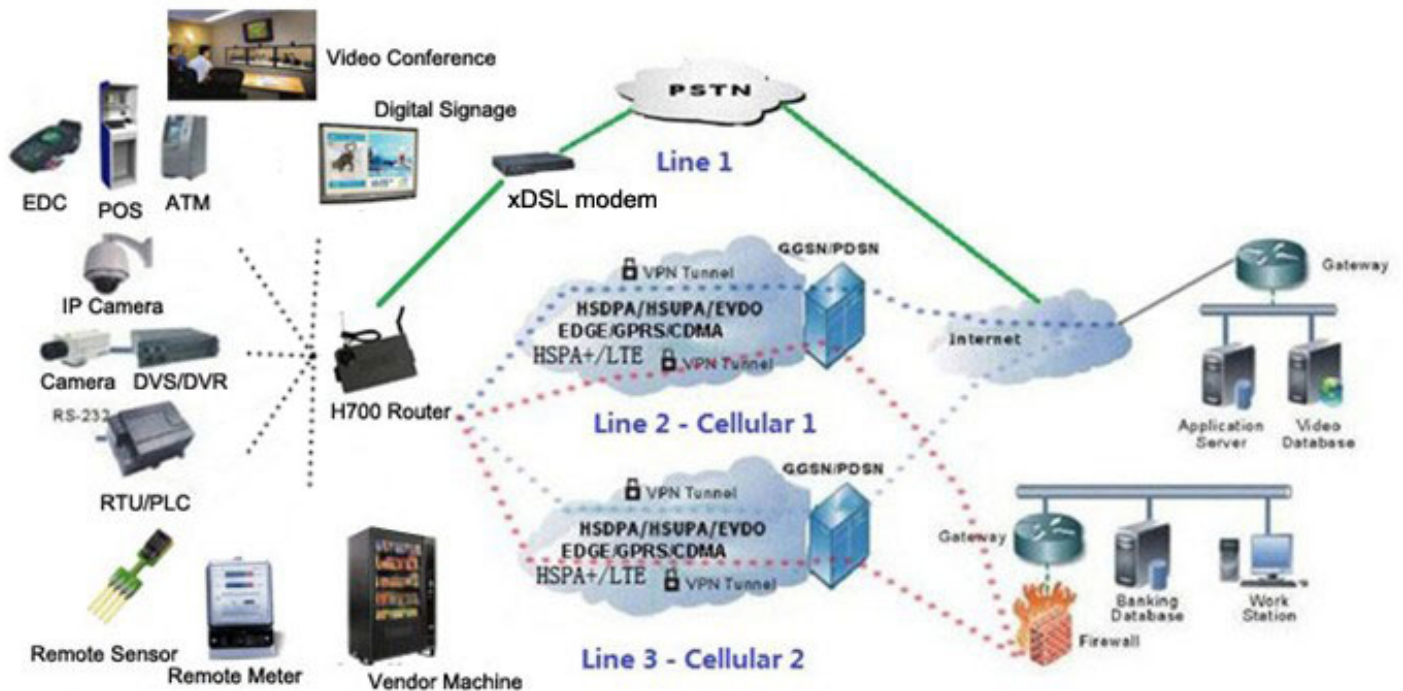 Video Conference
PSTN
Digital Signage
Line 1
EDC
POS
ATM
xDSL modem
GGSN/PDSN
VPN Tunnel
Gateway
IP Camera
HSDPA/HSUPA/EVDO
EDGE/GPRS/CDMA
HSPA+/LTE
VPN Tunnel
Internet
Camera
DVS/DVR
RS-232
H700 Router
Line 2 - Cellular 1
Application
Server
Video
Database
GGSN/PDSN
VPN Tunnel
RTU/PLC
HSDPA/HSUPA/EVDO
EDGE/GPRS/CDMA
HSPA+/LTE
VPN Tunnel
Gateway
Banking
Database
Work
Station
Firewall
Remote Sensor
Remote Meter
Vendor Machine
Line 3 - Cellular 2